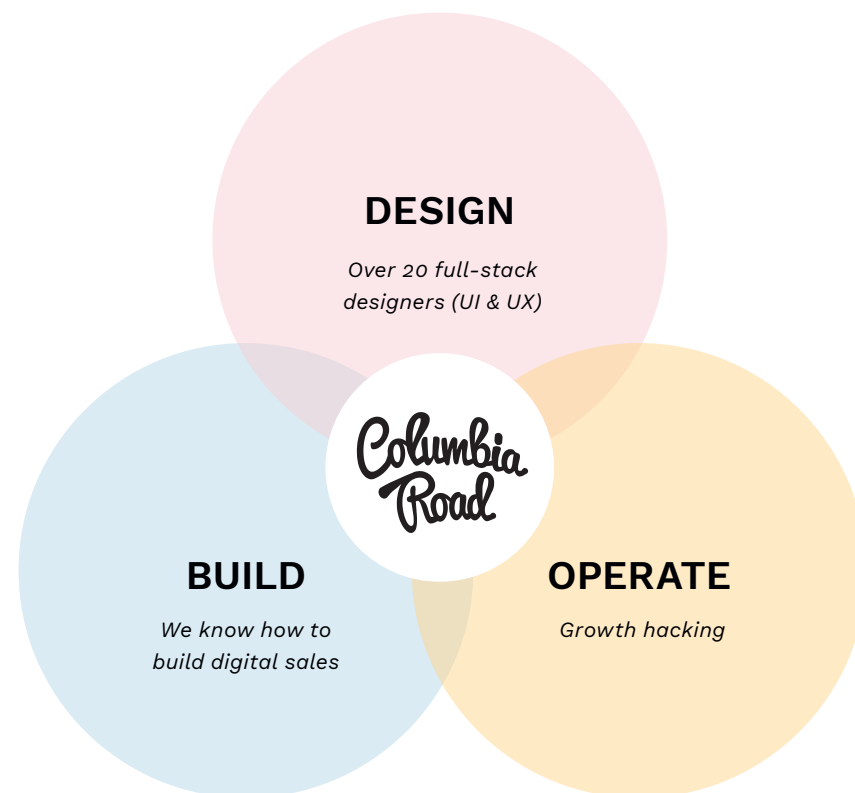 DESIGN
Over 20 full-stack
designers (UI & UX)
Columbia
Road
BUILD
We know how to
build digital sales
OPERATE
Growth hacking